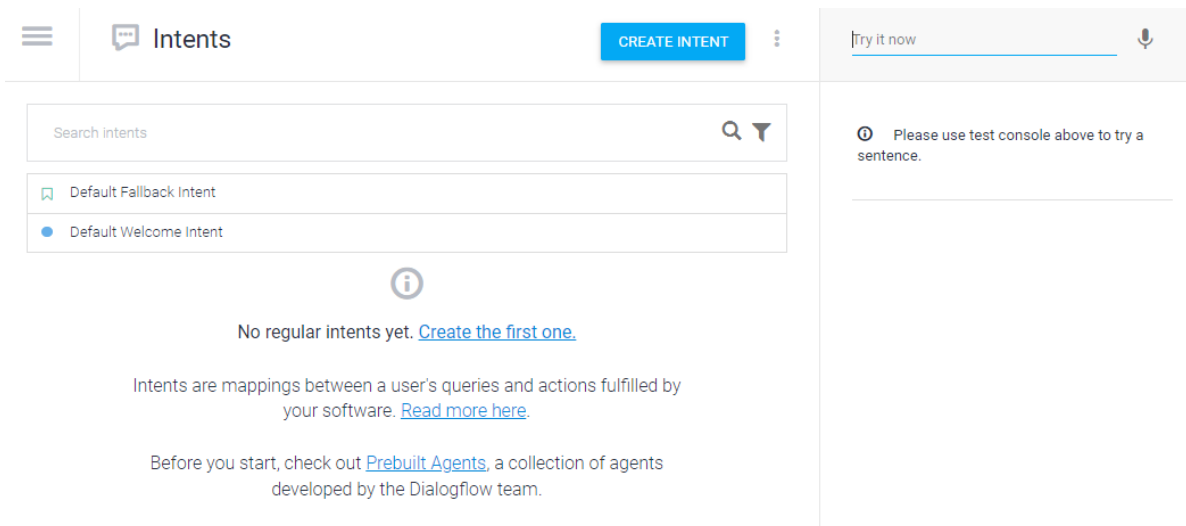 Intents
CREATE INTENT
Try it now
Search intents
Please use test console above to try a
sentence.
Default Fallback Intent
Default Welcome Intent
No regular intents yet. Create the first one.
Intents are mappings between a user's queries and actions fulfilled by
your software. Read more here.
Before you start, check out Prebuilt Agents, a collection of agents
developed by the Dialogflow team.